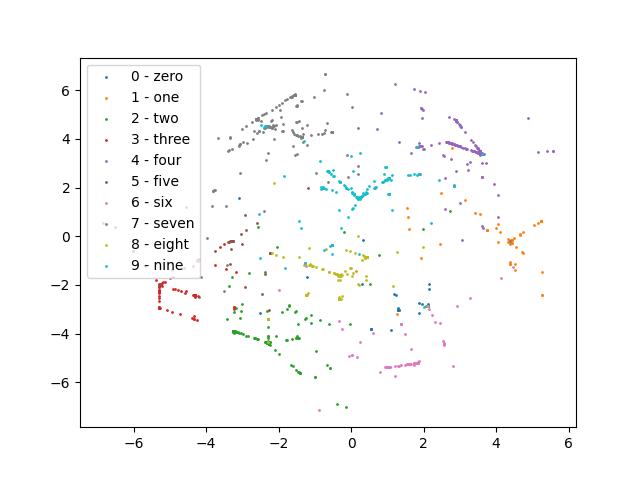 0 - zero
1 - one
2 - two
3 - three
4 - four
5 - five
6 - six
7 - seven
8 - eight
9 - nine
6
4
2
0
−2
−4
−6
−6
−4
−2
0
2
4
6